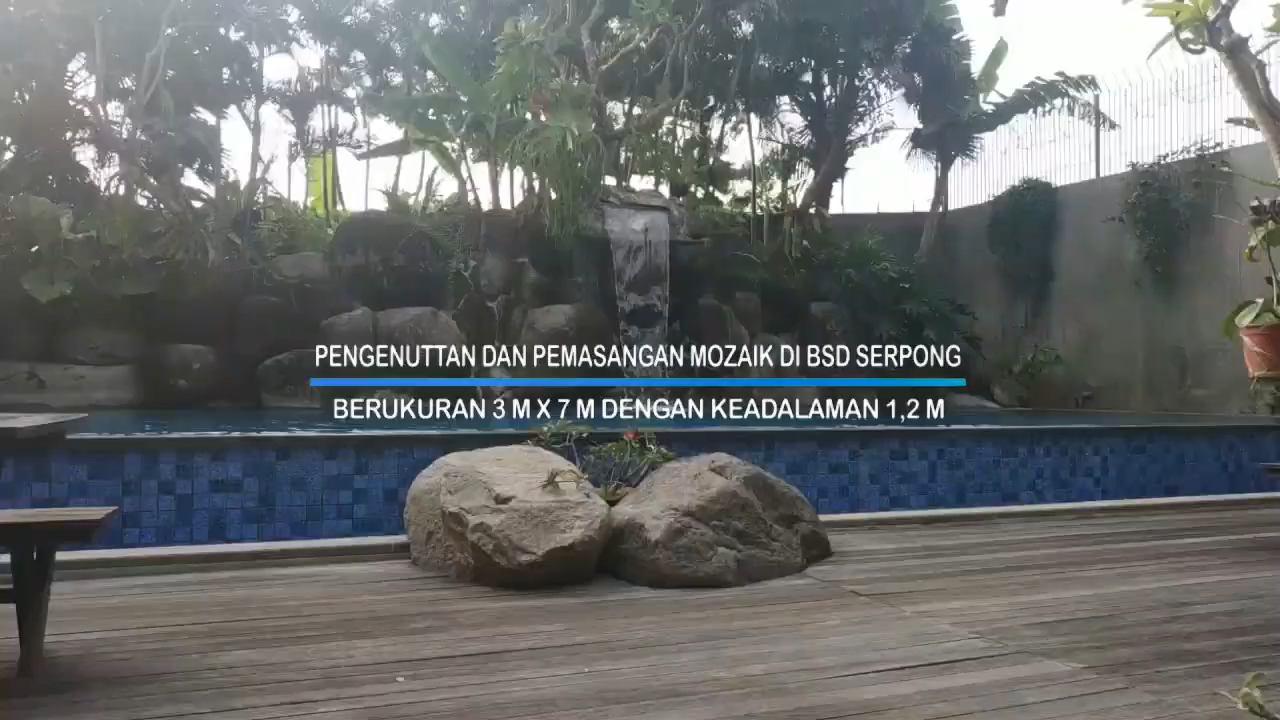 PENGENUTTAN DAN PEMASANGAN MOZAIK DI BSD SERPONG
BERUKURAN 3 M X 7 M DENGAN KEADALAMAN 1,2 M